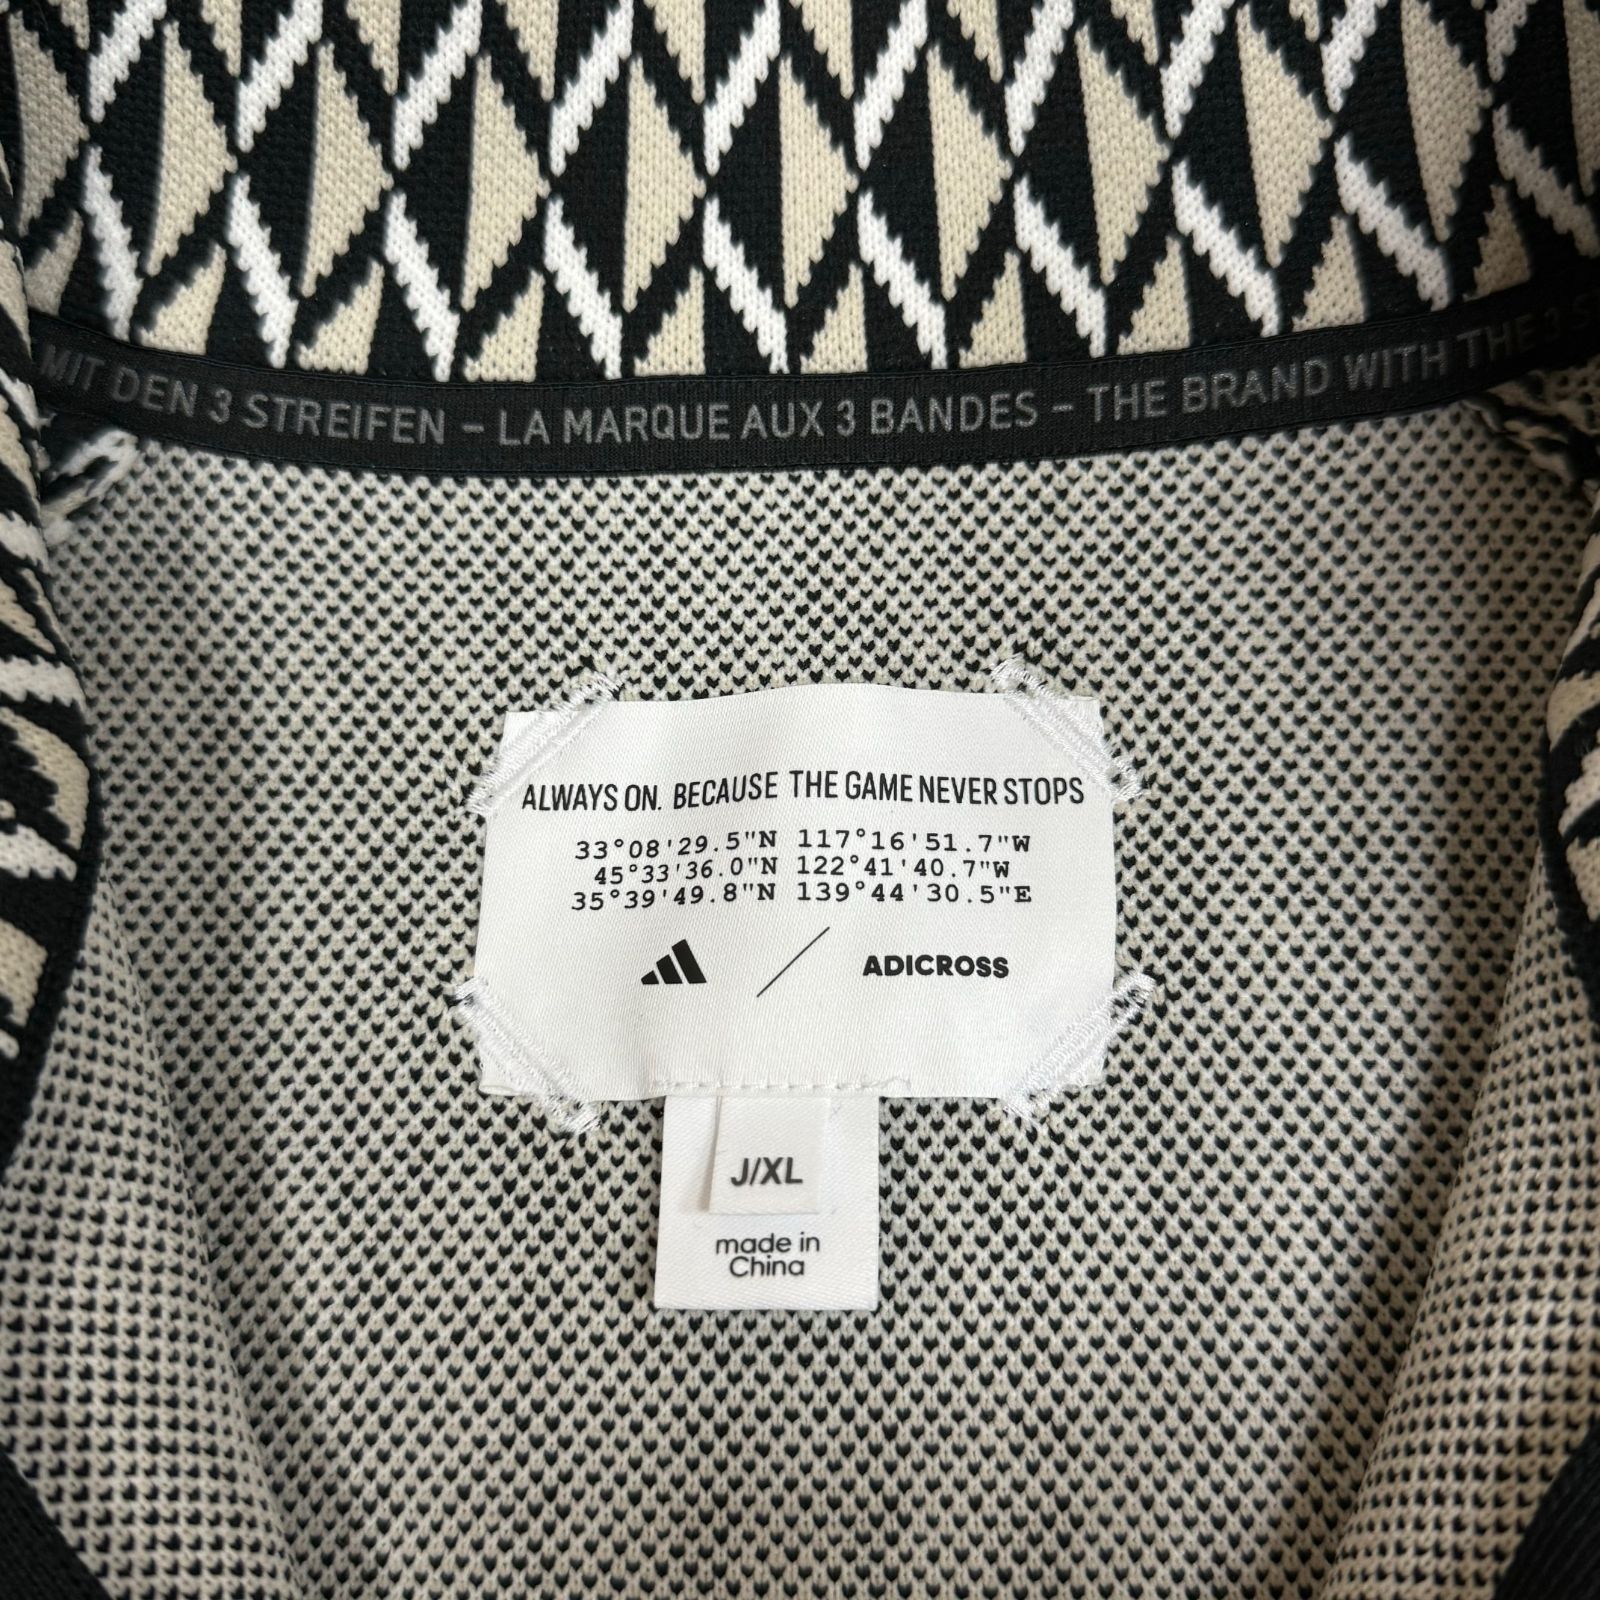 MIT DEN 3 STREIFEN – LA MARQUE AUX 3 BANDES – THE BRAND WITH THE 3 S
ALWAYS ON. BECAUSE THE GAME NEVER STOPS
33°08'29.5"N 117°16'51.7"W
45°33'36.0"N 122°41'40.7"W
35°39'49.8"N 139°44'30.5"E
ADICROSS
J/XL
made in
China